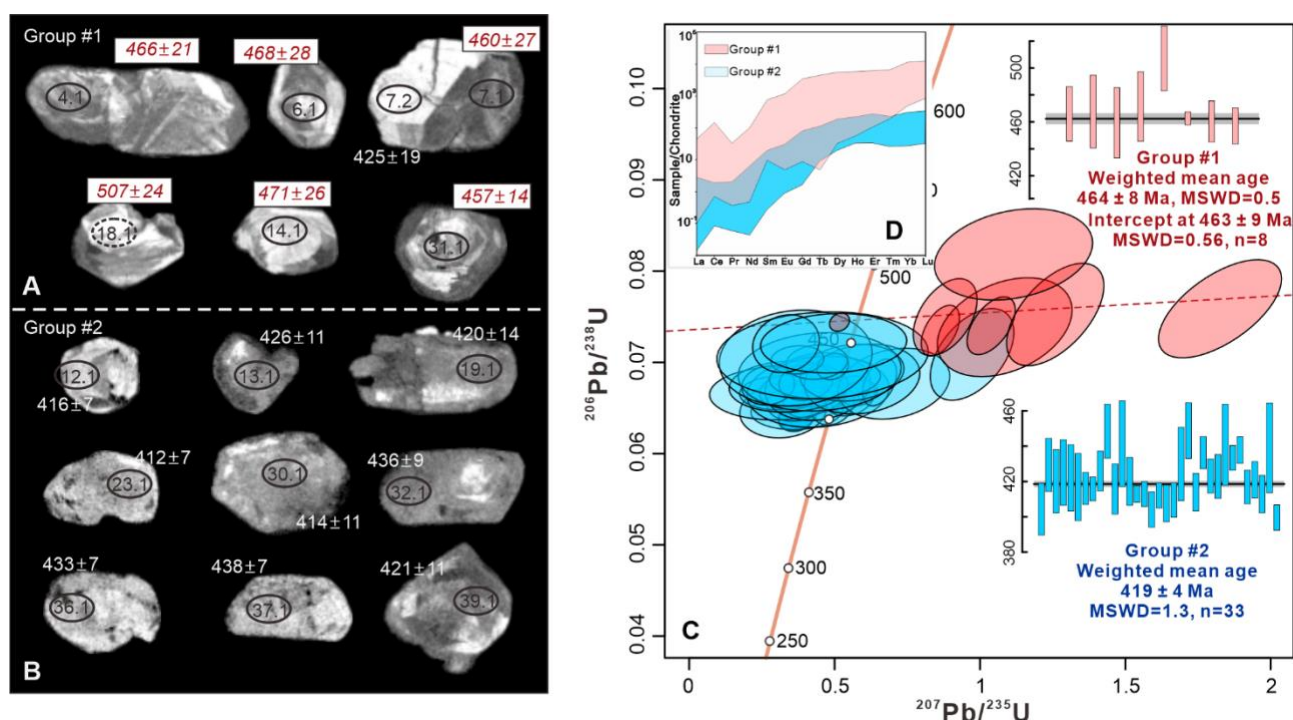 Group #1
466±21
468±28
460±27
4.1
6.1
7.2
7.1
425±19
507±24
471±26
457±14
18.1
14.1
31.1
A
Group #2
426±11
420±14
12.1
13.1
19.1
416±7
412±7
436±9
23.1
30.1
32.1
414±11
433±7
438±7
421±11
36.1
37.1
39.1
B
²⁰⁶Pb/²³⁸U
0.10
0.09
0.08
0.07
0.06
0.05
0.04
10⁵
10³
10
10⁻¹
Sample/Chondrite
Group #1
Group #2
D
La Ce Pr Nd Sm Eu Gd Tb Dy Ho Er Tm Yb Lu
600
0
500
450
350
300
250
500
460
420
Group #1
Weighted mean age
464 ± 8 Ma, MSWD=0.5
Intercept at 463 ± 9 Ma
MSWD=0.56, n=8
460
420
380
Group #2
Weighted mean age
419 ± 4 Ma
MSWD=1.3, n=33
C
0 0.5 1 1.5 2
²⁰⁷Pb/²³⁵U